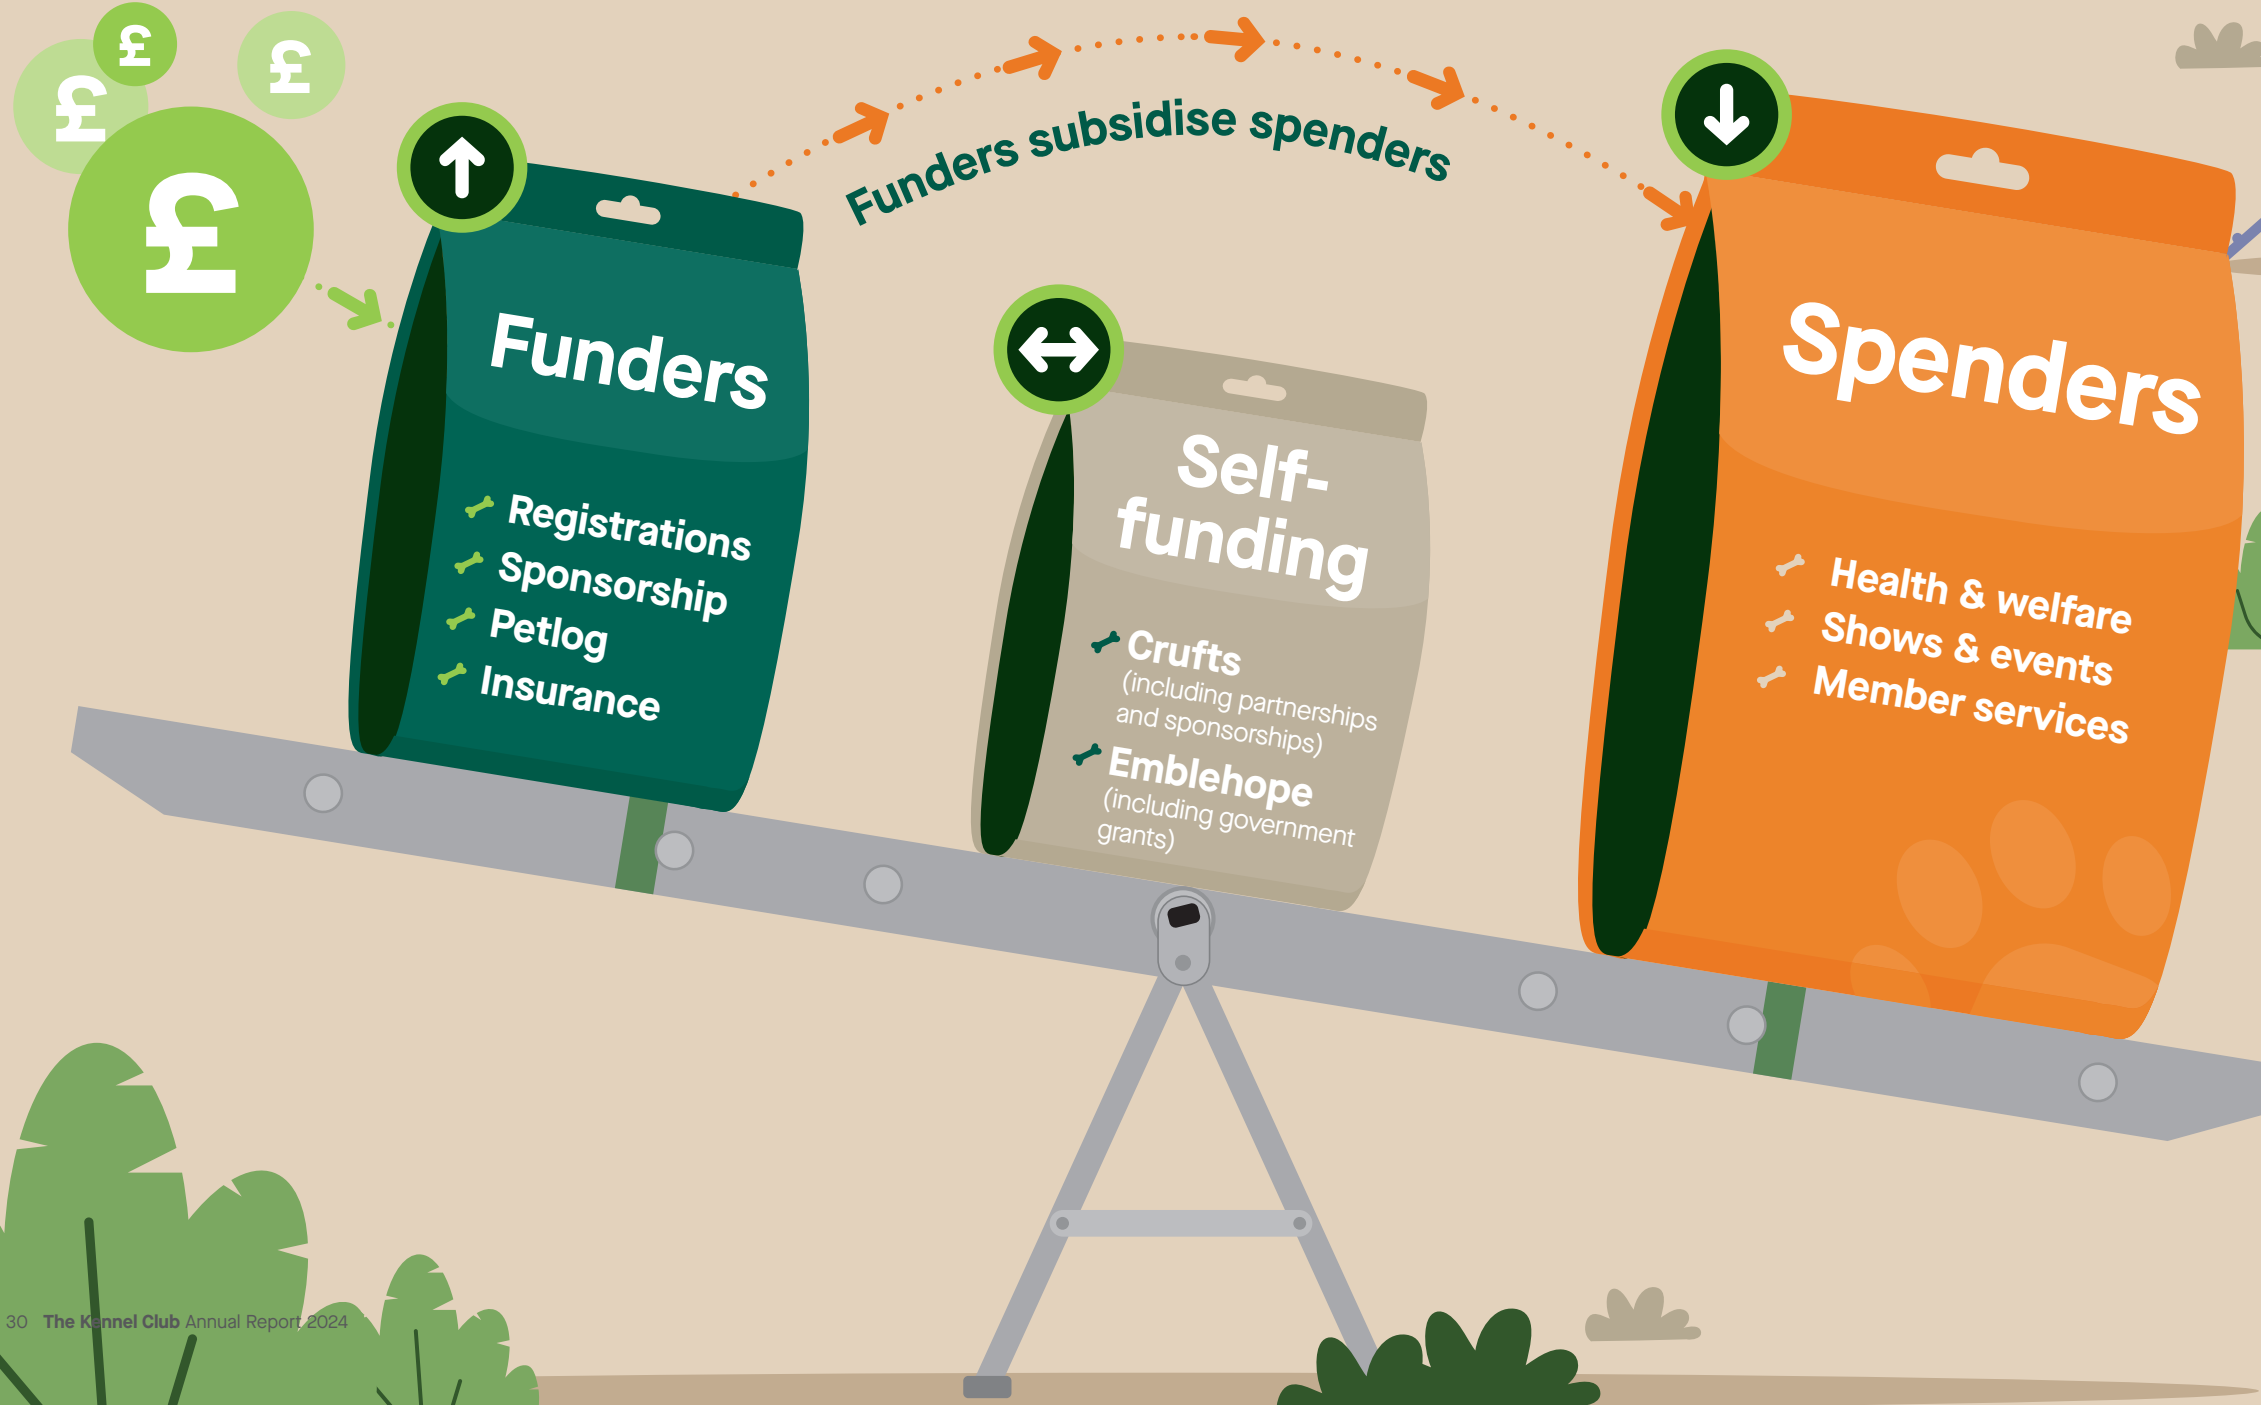 £
£
£
£
Funders subsidise spenders
Funders
Registrations
Sponsorship
Petlog
Insurance
Self-
funding
Crufts
(including partnerships
and sponsorships)
Emblehope
(including government
grants)
Spenders
Health & welfare
Shows & events
Member services
30 The Kennel Club Annual Report 2024